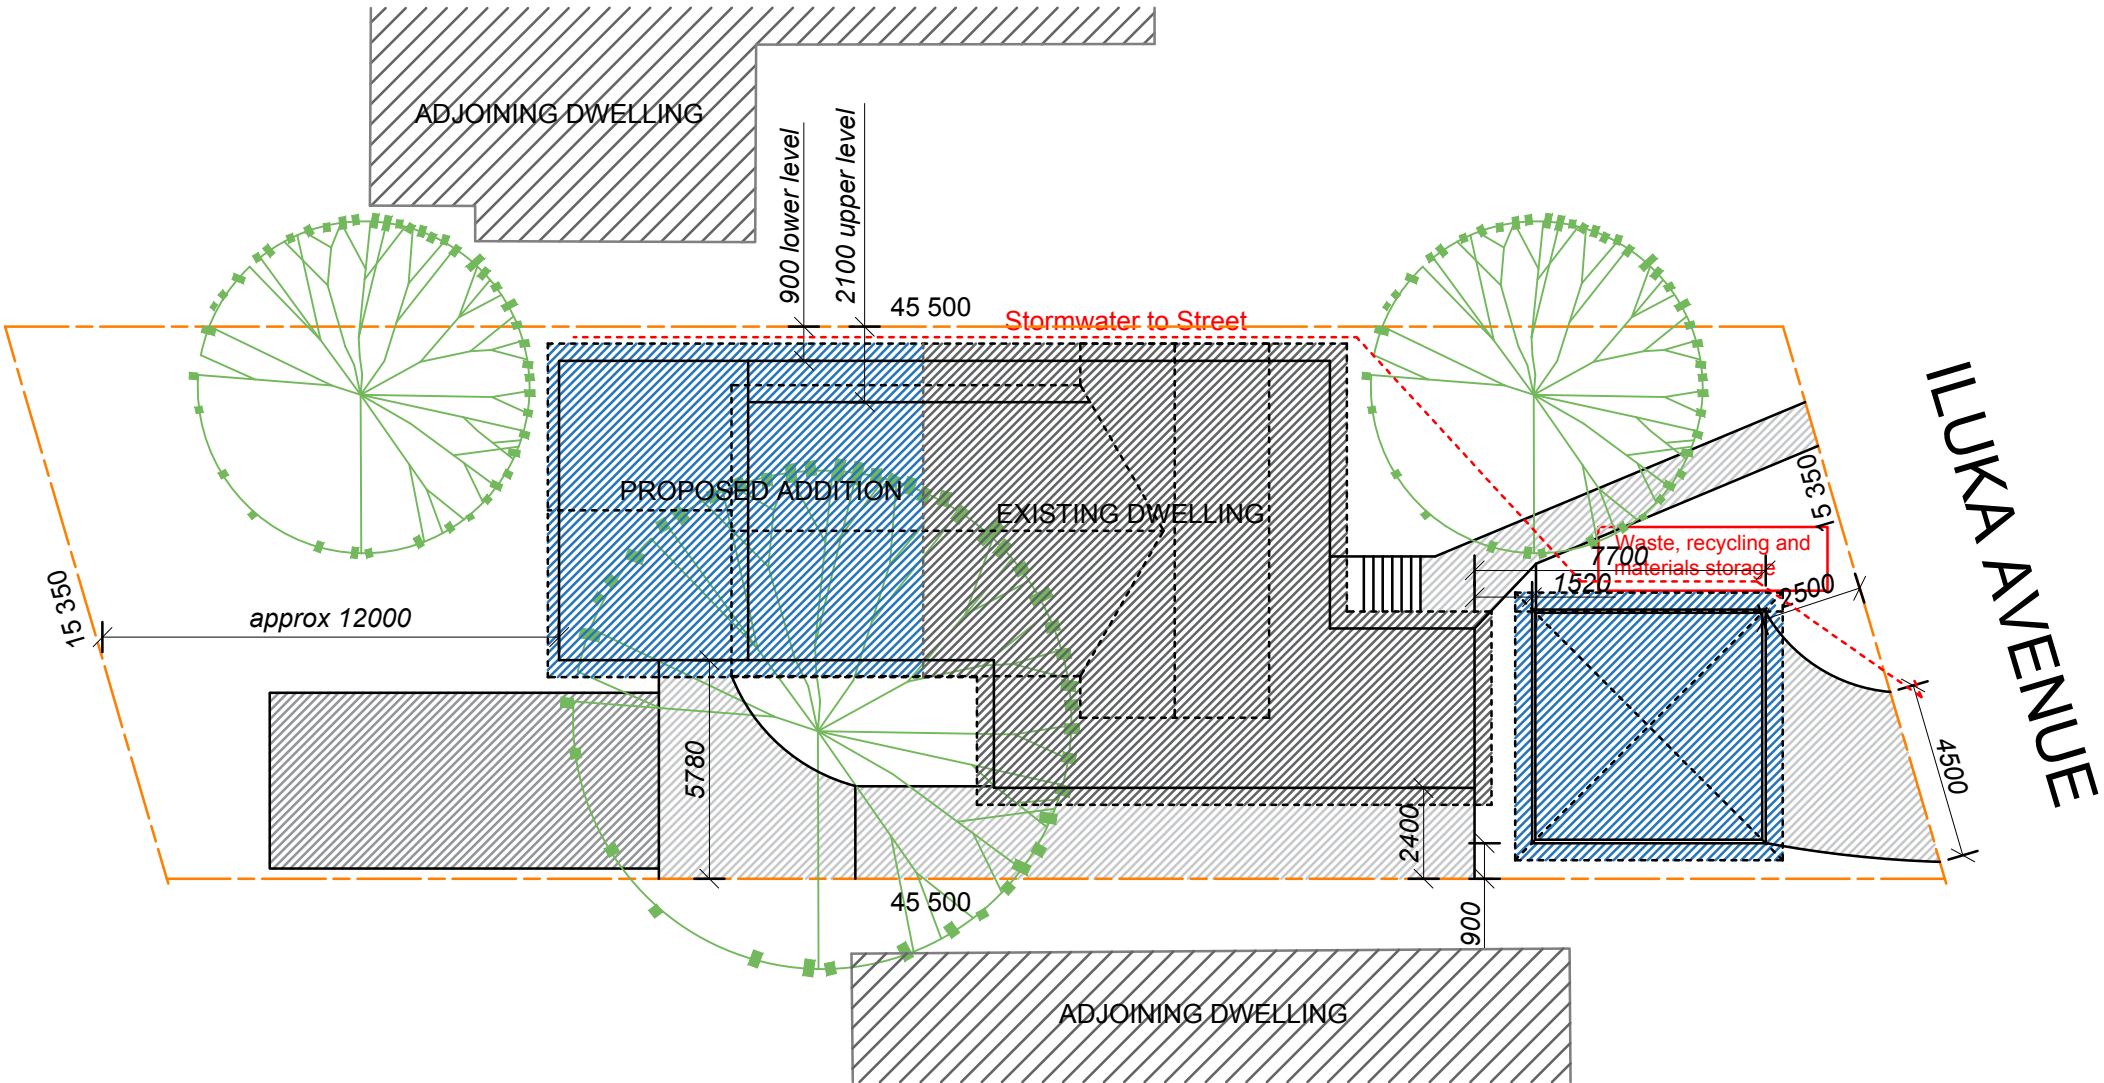 ADJOINING DWELLING
900 lower level
2100 upper level
45 500
Stormwater to Street
ILUKA AVENUE
15 350
PROPOSED ADDITION
EXISTING DWELLING
Waste, recycling and
materials storage
7700
1520
2500
15 350
approx 12000
5780
2400
4500
45 500
900
ADJOINING DWELLING